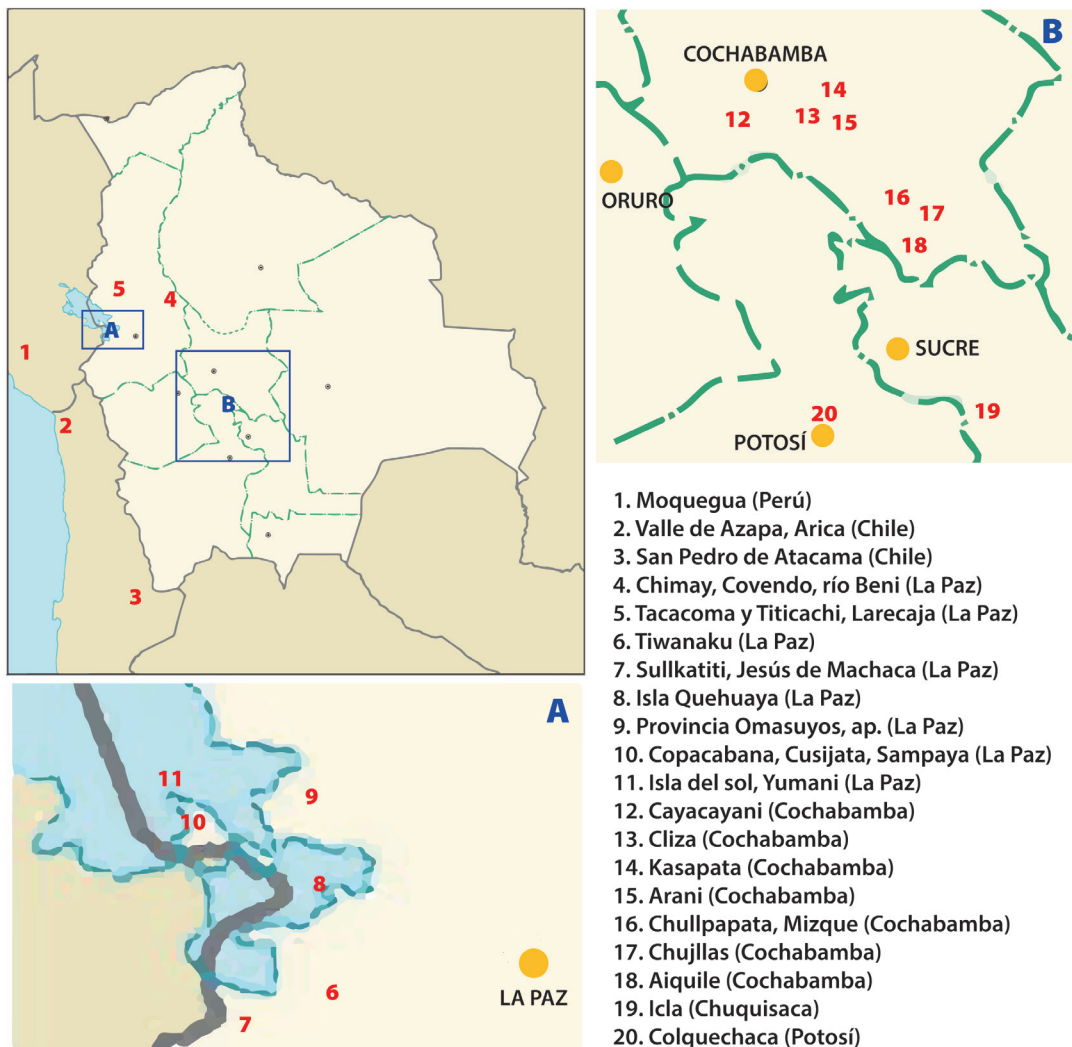 5
4
A
1
2
B
3
B
COCHABAMBA
14
12
13
15
ORURO
16
17
18
SUCRE
19
20
POTOSÍ
A
11
9
10
8
6
7
LA PAZ
1. Moquegua (Perú)
2. Valle de Azapa, Arica (Chile)
3. San Pedro de Atacama (Chile)
4. Chimay, Covendo, río Beni (La Paz)
5. Tacacoma y Titicachi, Larecaja (La Paz)
6. Tiwanaku (La Paz)
7. Sullkatiti, Jesús de Machaca (La Paz)
8. Isla Quehuaya (La Paz)
9. Provincia Omasuyos, ap. (La Paz)
10. Copacabana, Cusijata, Sampaya (La Paz)
11. Isla del sol, Yumani (La Paz)
12. Cayacayani (Cochabamba)
13. Cliza (Cochabamba)
14. Kasapata (Cochabamba)
15. Arani (Cochabamba)
16. Chullpapata, Mizque (Cochabamba)
17. Chujllas (Cochabamba)
18. Aiquile (Cochabamba)
19. Icla (Chuquisaca)
20. Colquechaca (Potosí)